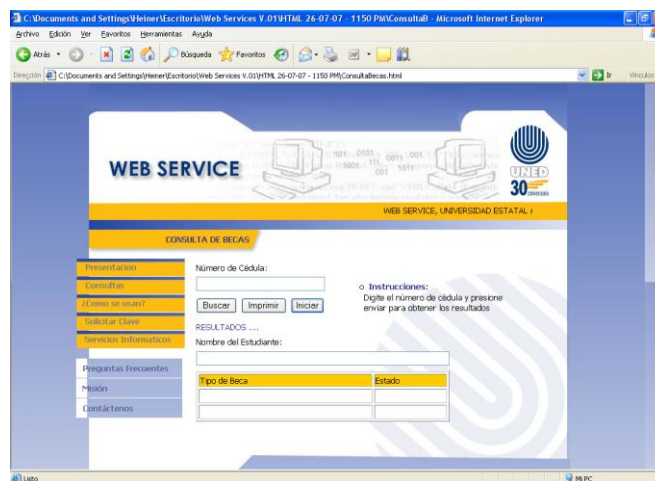 C:\Documents and Settings\Heiner\Escritorio\Web Services V.01\HTML 26-07-07 - 1150 PM\ConsultaB - Microsoft Internet Explorer
Archivo Edición Ver Favoritos Herramientas Ayuda
Atrás Búsqueda Favoritos
Dirección C:\Documents and Settings\Heiner\Escritorio\Web Services V.01\HTML 26-07-07 - 1150 PM\ConsultaBecas.html Ir Vínculos
WEB SERVICE
UNED
30
WEB SERVICE, UNIVERSIDAD ESTATAL
CONSULTA DE BECAS
Presentacion
Consultas
¿Como se usan?
Solicitar Clave
Servicios Informaticos
Preguntas Frecuentes
Misión
Contáctenos
Número de Cédula:
Buscar Imprimir Iniciar
Instrucciones:
Digite el número de cédula y presione
enviar para obtener los resultados
RESULTADOS ....
Nombre del Estudiante:
Tipo de Beca Estado
Listo Mi PC